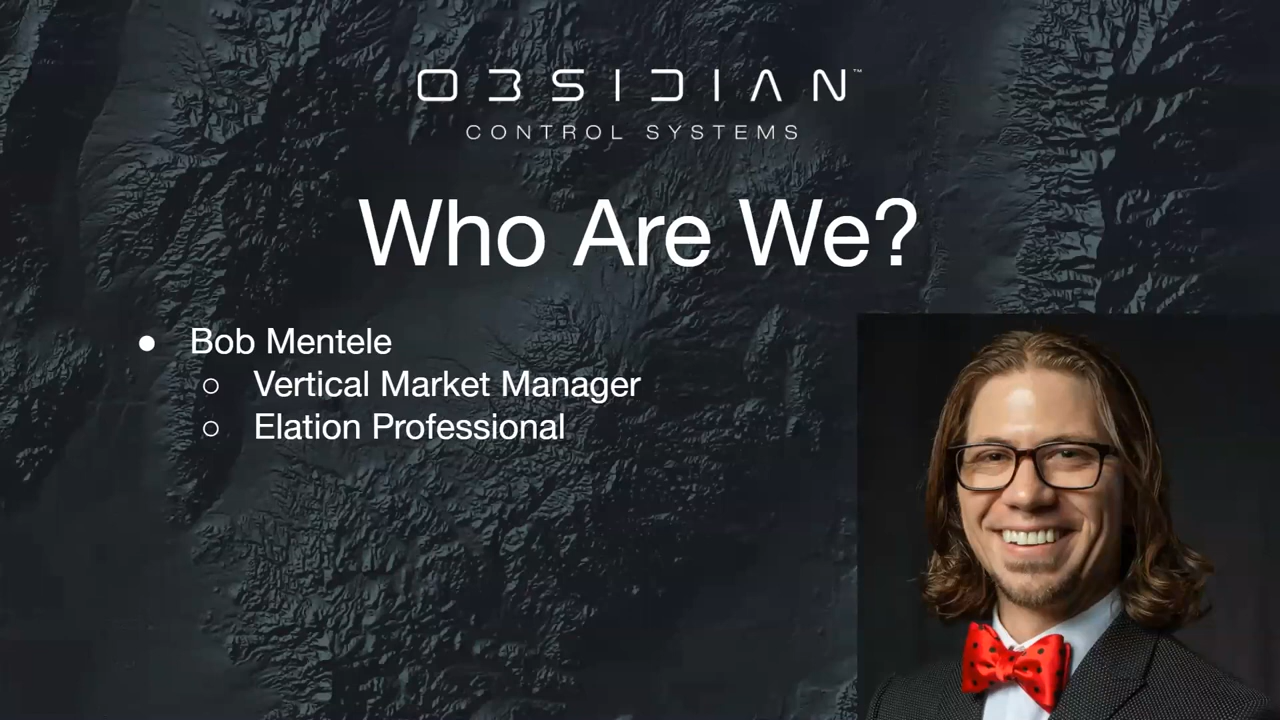 OBSIDIAN™
CONTROL SYSTEMS
Who Are We?
● Bob Mentele
○ Vertical Market Manager
○ Elation Professional